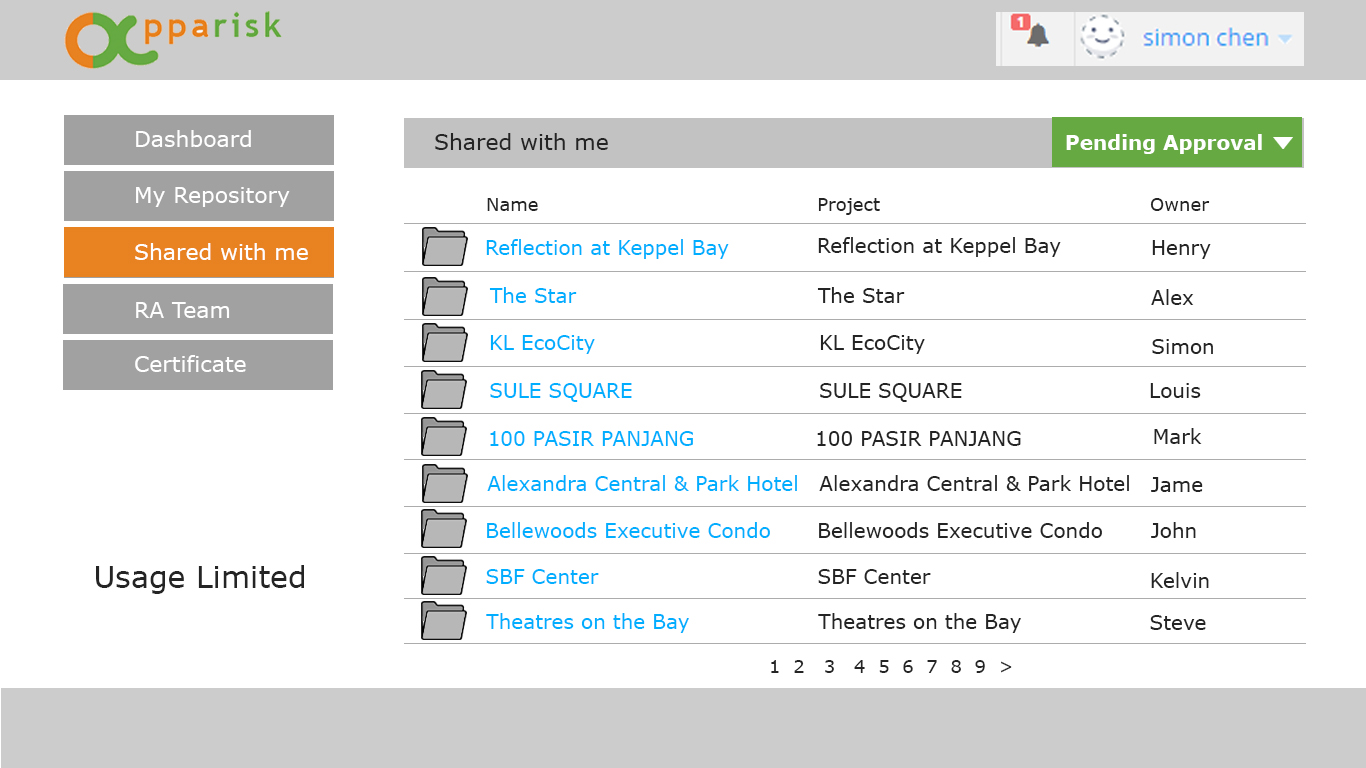 pparisk
1
simon chen
Dashboard
My Repository
Shared with me
RA Team
Certificate
Usage Limited
Shared with me
Pending Approval
Name Project Owner
Reflection at Keppel Bay Reflection at Keppel Bay Henry
The Star The Star Alex
KL EcoCity KL EcoCity Simon
SULE SQUARE SULE SQUARE Louis
100 PASIR PANJANG 100 PASIR PANJANG Mark
Alexandra Central & Park Hotel Alexandra Central & Park Hotel Jame
Bellewoods Executive Condo Bellewoods Executive Condo John
SBF Center SBF Center Kelvin
Theatres on the Bay Theatres on the Bay Steve
1 2 3 4 5 6 7 8 9 >